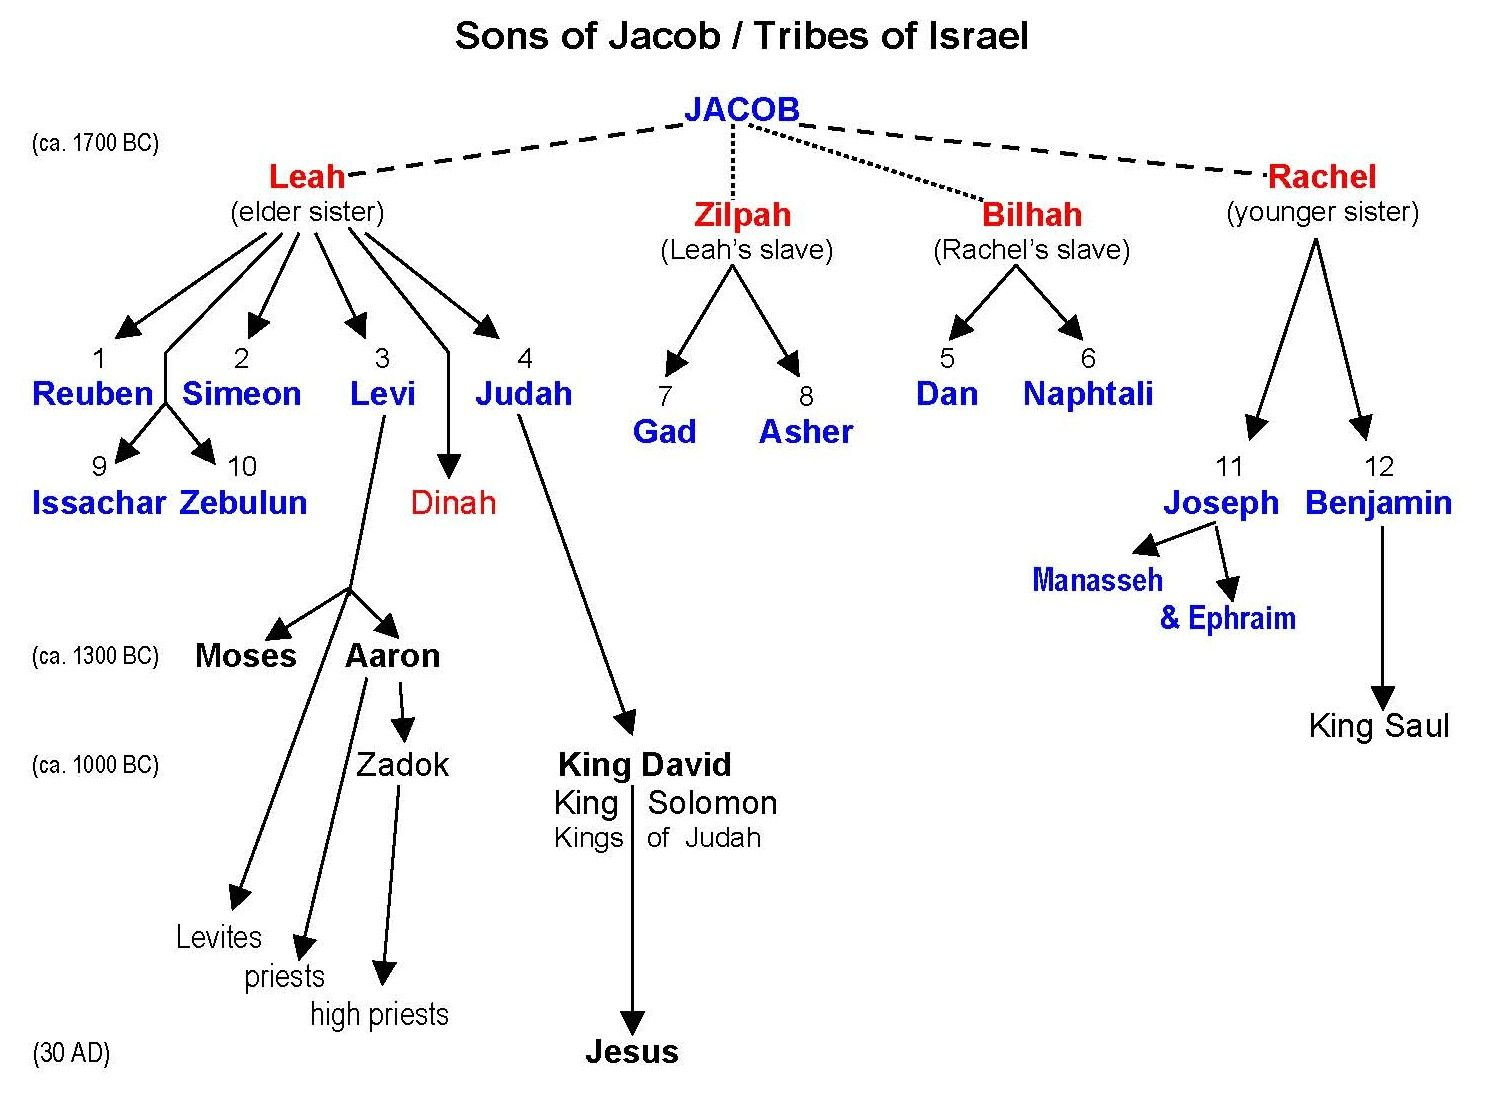 Sons of Jacob / Tribes of Israel
JACOB
(ca. 1700 BC)
Leah
(elder sister)
Zilpah
(Leah's slave)
Bilhah
(Rachel's slave)
Rachel
(younger sister)
1
Reuben
2
Simeon
3
Levi
4
Judah
7
Gad
8
Asher
5
Dan
6
Naphtali
9
Issachar
10
Zebulun
Dinah
11
Joseph
12
Benjamin
Manasseh
& Ephraim
(ca. 1300 BC)
Moses
Aaron
King Saul
(ca. 1000 BC)
Zadok
King David
King Solomon
Kings of Judah
Levites
priests
high priests
(30 AD)
Jesus